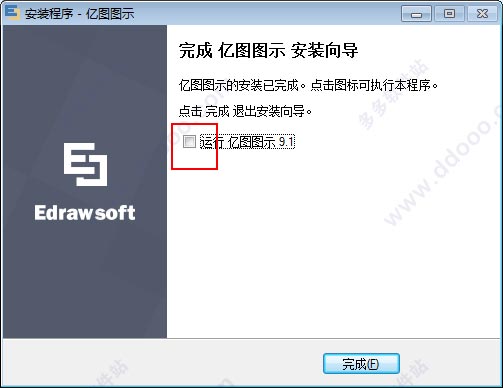 安装程序 - 亿图图示
完成 亿图图示 安装向导
亿图图示的安装已完成。点击图标可执行本程序。
点击 完成 退出安装向导。
运行 亿图图示 9.1
Edrawsoft
完成(F)
多多软件站
www.ddooo.com